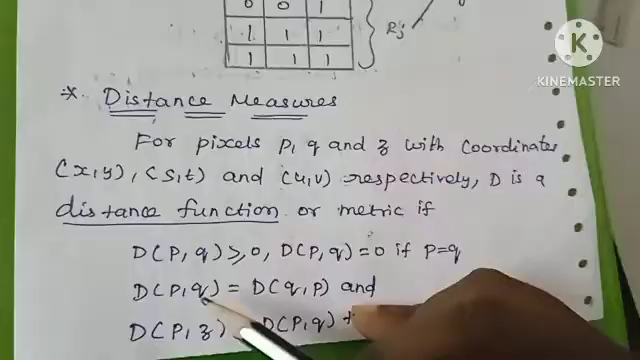 0 0 1
1 1 1
1 1 1
Rj
KINEMASTER
* Distance Measures
For pixels p, q and z with coordinates
(x,y), (s,t) and (u,v) respectively, D is a
distance function or metric if
D(P,q) ≥ 0, D(P,q) = 0 if P=q
D(P,q) = D(q,p) and
D(P,z) D(P,q) +